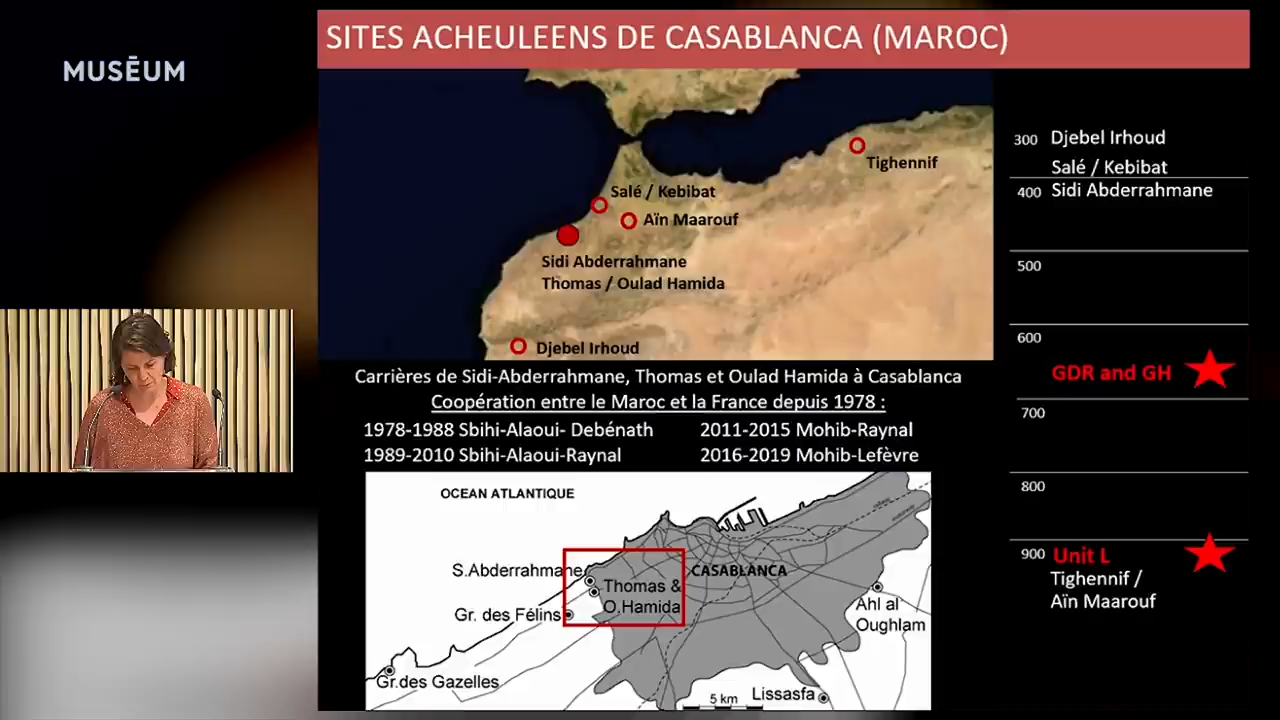 MUSĒUM
SITES ACHEULEENS DE CASABLANCA (MAROC)
Tighennif
Salé / Kebibat
Aïn Maarouf
Sidi Abderrahmane
Thomas / Oulad Hamida
Djebel Irhoud
300 Djebel Irhoud
Salé / Kebibat
400 Sidi Abderrahmane
500
600
GDR and GH
700
800
900 Unit L
Tighennif /
Aïn Maarouf
Carrières de Sidi-Abderrahmane, Thomas et Oulad Hamida à Casablanca
Coopération entre le Maroc et la France depuis 1978 :
1978-1988 Sbihi-Alaoui- Debénath 2011-2015 Mohib-Raynal
1989-2010 Sbihi-Alaoui-Raynal 2016-2019 Mohib-Lefèvre
OCEAN ATLANTIQUE
S.Abderrahmane
CASABLANCA
Thomas &
O,Hamida
Gr. des Félins
Ahl al
Oughlam
Gr.des Gazelles
5 km
Lissasfa